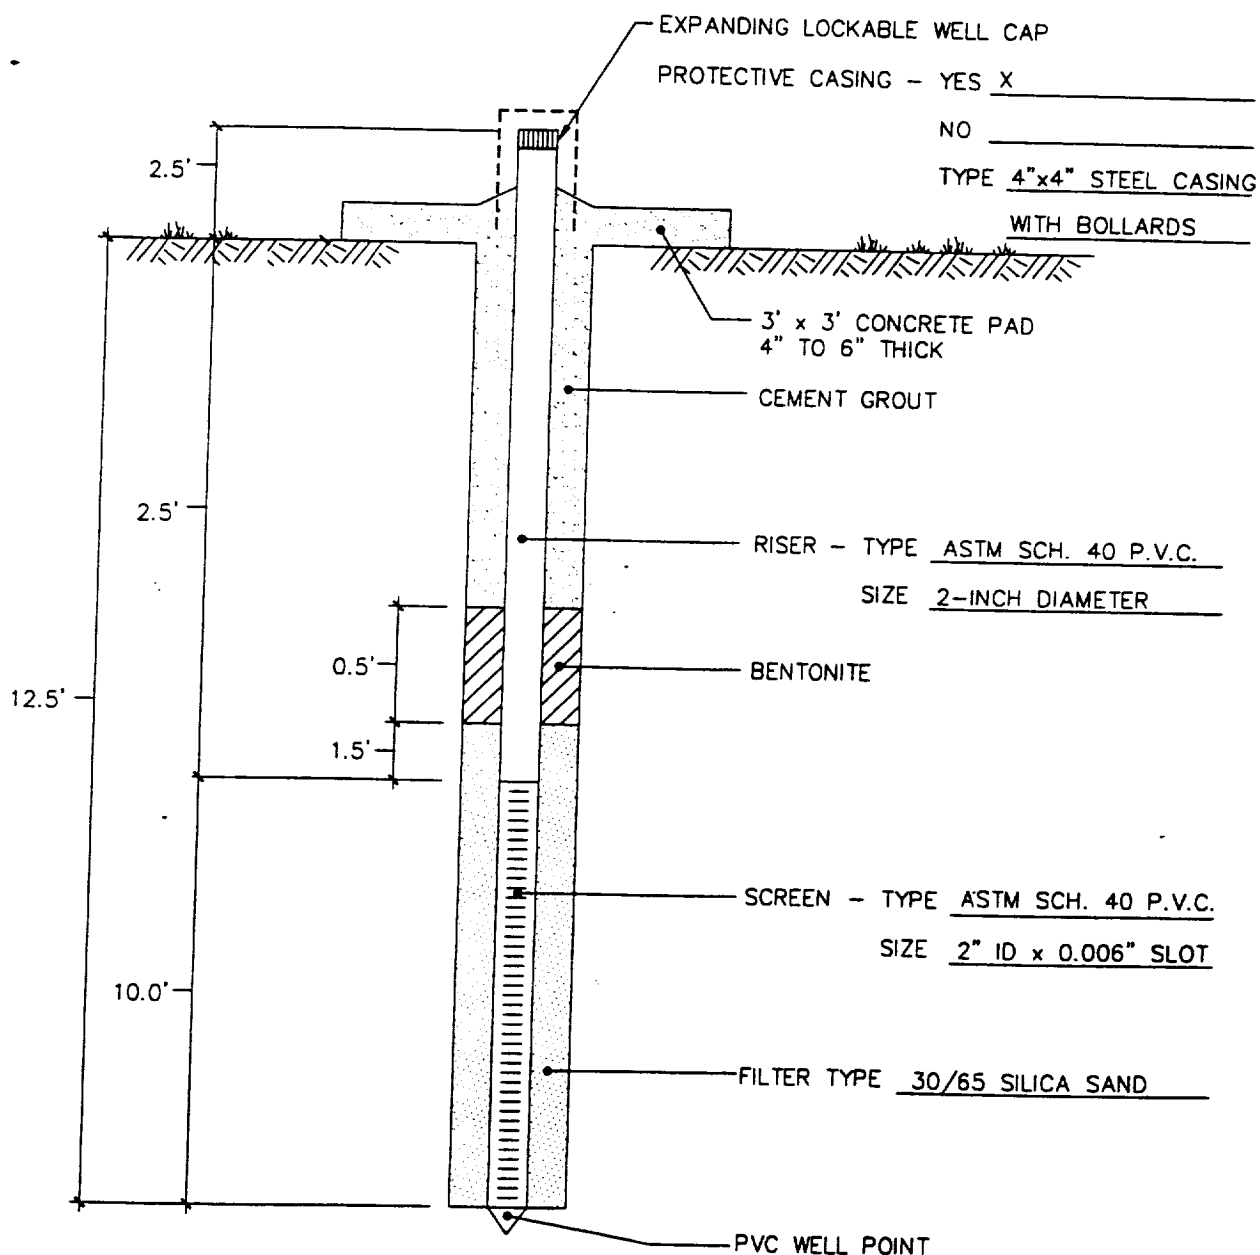 EXPANDING LOCKABLE WELL CAP
PROTECTIVE CASING – YES X
NO
2.5'
TYPE 4"x4" STEEL CASING
WITH BOLLARDS
3' x 3' CONCRETE PAD
4" TO 6" THICK
CEMENT GROUT
2.5'
RISER – TYPE ASTM SCH. 40 P.V.C.
SIZE 2-INCH DIAMETER
0.5'
BENTONITE
12.5'
1.5'
SCREEN – TYPE ASTM SCH. 40 P.V.C.
SIZE 2" ID x 0.006" SLOT
10.0'
FILTER TYPE 30/65 SILICA SAND
PVC WELL POINT